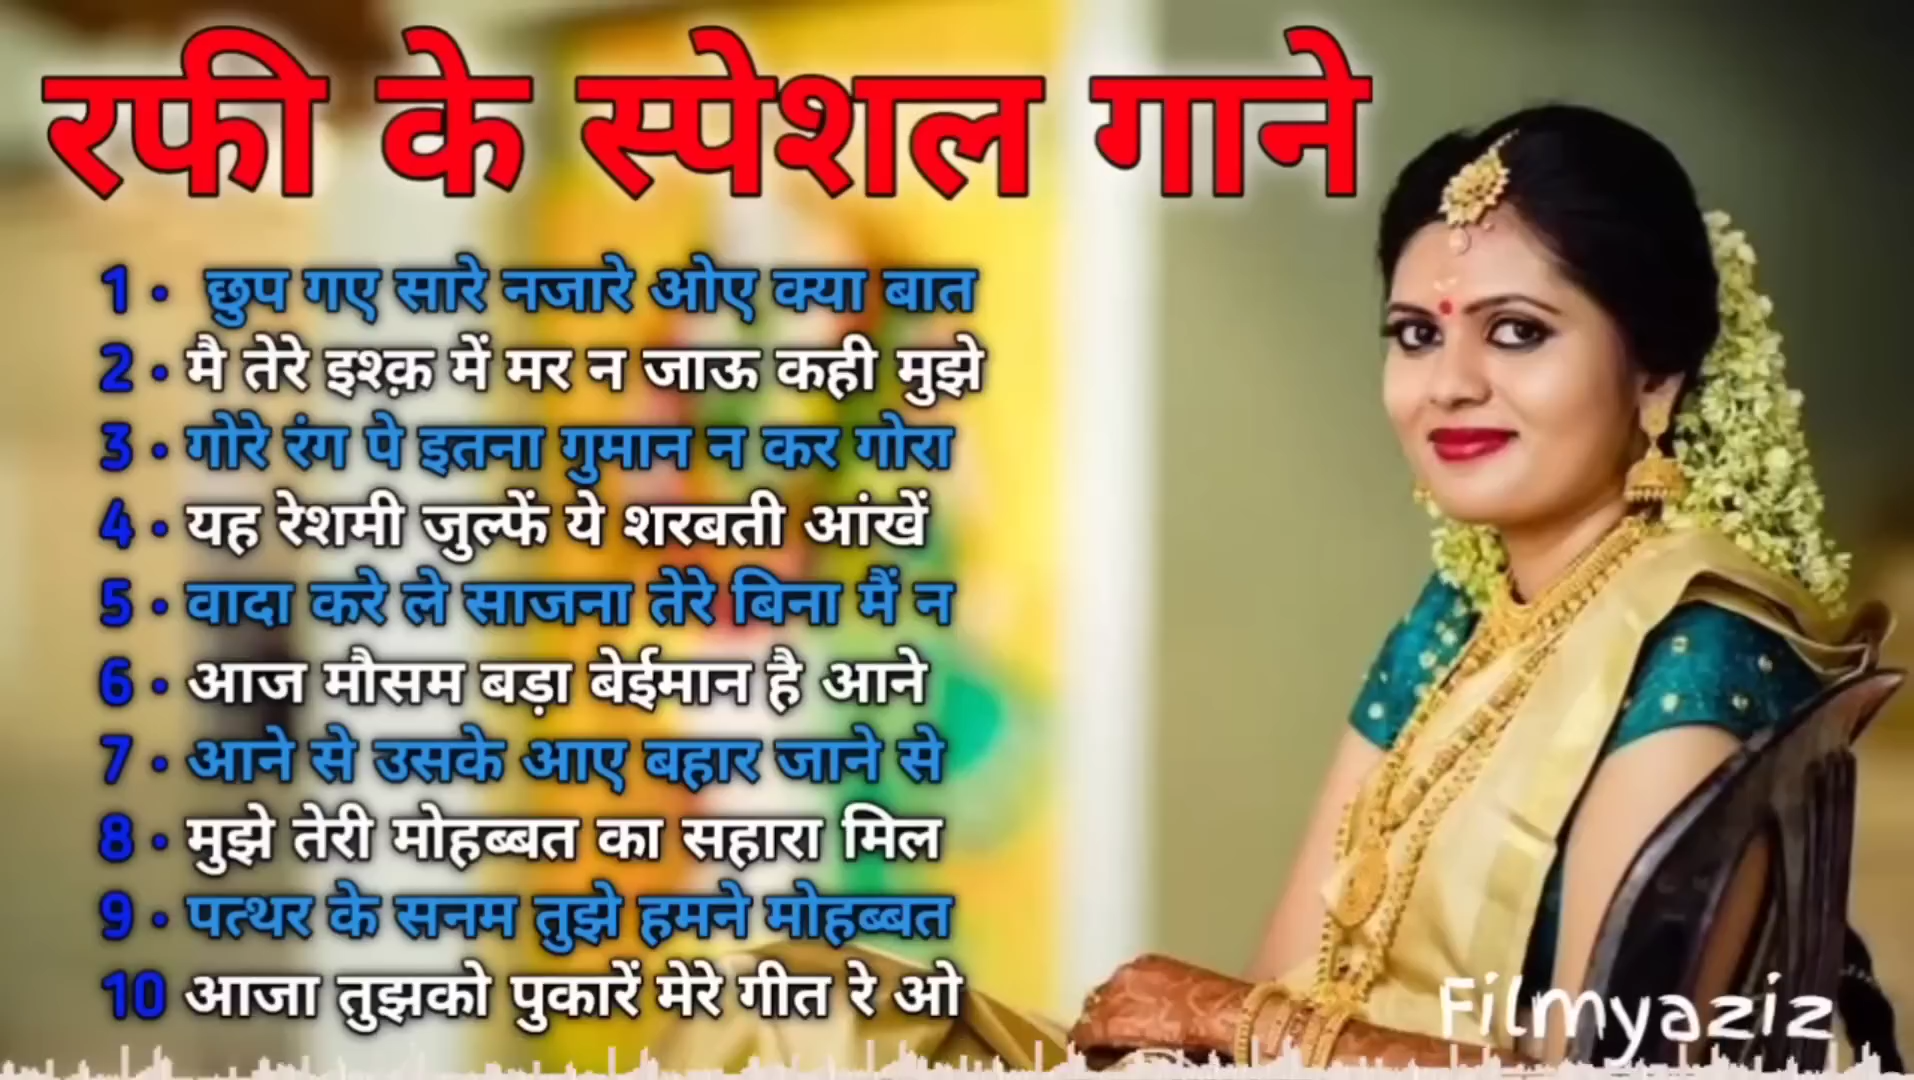 रफी के स्पेशल गाने
1 • छुप गए सारे नजारे ओए क्या बात
2 • मै तेरे इश्क़ में मर न जाऊ कही मुझे
3 • गोरे रंग पे इतना गुमान न कर गोरा
4 • यह रेशमी जुल्फें ये शरबती आंखें
5 • वादा करे ले साजना तेरे बिना मैं न
6 • आज मौसम बड़ा बेईमान है आने
7 • आने से उसके आए बहार जाने से
8 • मुझे तेरी मोहब्बत का सहारा मिल
9 • पत्थर के सनम तुझे हमने मोहब्बत
10 आजा तुझको पुकारें मेरे गीत रे ओ
Filmyaziz